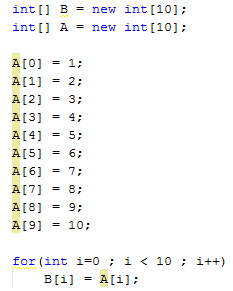 int[] B = new int[10];
int[] A = new int[10];
A[0] = 1;
A[1] = 2;
A[2] = 3;
A[3] = 4;
A[4] = 5;
A[5] = 6;
A[6] = 7;
A[7] = 8;
A[8] = 9;
A[9] = 10;
for(int i=0 ; i < 10 ; i++)
B[i] = A[i];